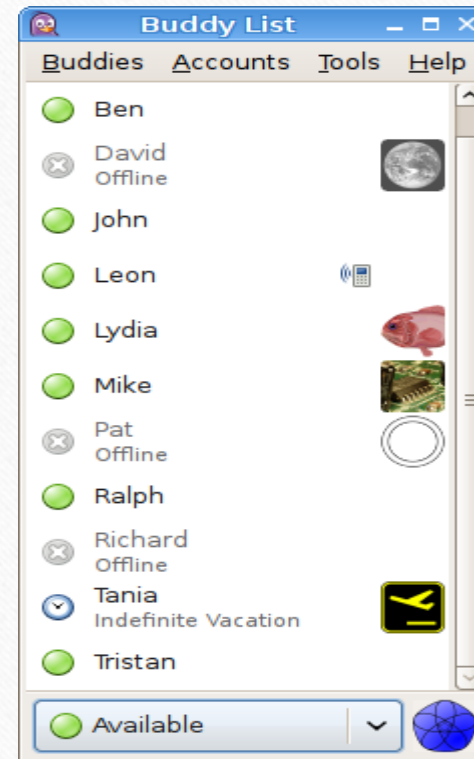 Buddy List
Buddies Accounts Tools Help
Ben
David
Offline
John
Leon
Lydia
Mike
Pat
Offline
Ralph
Richard
Offline
Tania
Indefinite Vacation
Tristan
Available